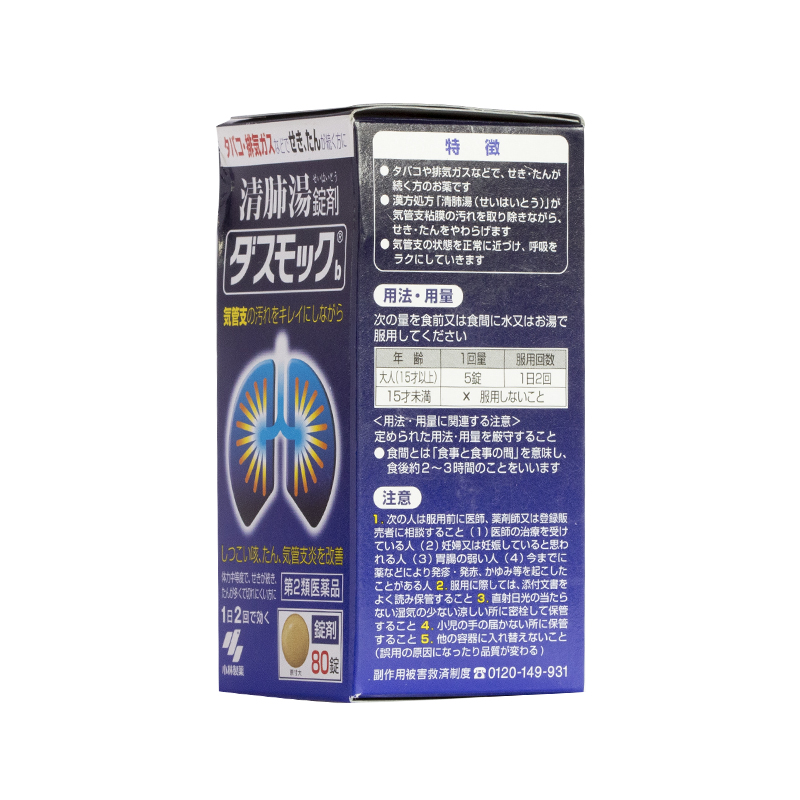 タバコ・排気ガスなどでせき、たんが続く方に
せいはいとう
清肺湯錠剤
ダスモック®b
気管支の汚れをキレイにしながら
しつこい咳、たん、気管支炎を改善
体力中等度で、せきが続き、
たんが多くて切れにくい方に
第2類医薬品
1日2回で効く
小林製薬
錠剤
80錠
特徴
●タバコや排気ガスなどで、せき・たんが
続く方のお薬です
●漢方処方「清肺湯（せいはいとう）」が
気管支粘膜の汚れを取り除きながら、
せき・たんをやわらげます
●気管支の状態を正常に近づけ、呼吸を
ラクにしていきます
用法・用量
次の量を食前又は食間に水又はお湯で
服用してください
年齢 1回量 服用回数
大人（15才以上） 5錠 1日2回
15才未満 × 服用しないこと
＜用法・用量に関連する注意＞
定められた用法・用量を厳守すること
●食間とは「食事と食事の間」を意味し、
食後約2～3時間のことをいいます
注意
1．次の人は服用前に医師、薬剤師又は登録販
売者に相談すること（1）医師の治療を受け
ている人（2）妊婦又は妊娠していると思わ
れる人（3）胃腸の弱い人（4）今までに
薬などにより発疹・発赤、かゆみ等を起こした
ことがある人 2．服用に際しては、添付文書を
よく読み保管すること 3．直射日光の当たら
ない湿気の少ない涼しい所に密栓して保管
すること 4．小児の手の届かない所に保管
すること 5．他の容器に入れ替えないこと
（誤用の原因になったり品質が変わる）
副作用被害救済制度☎0120-149-931